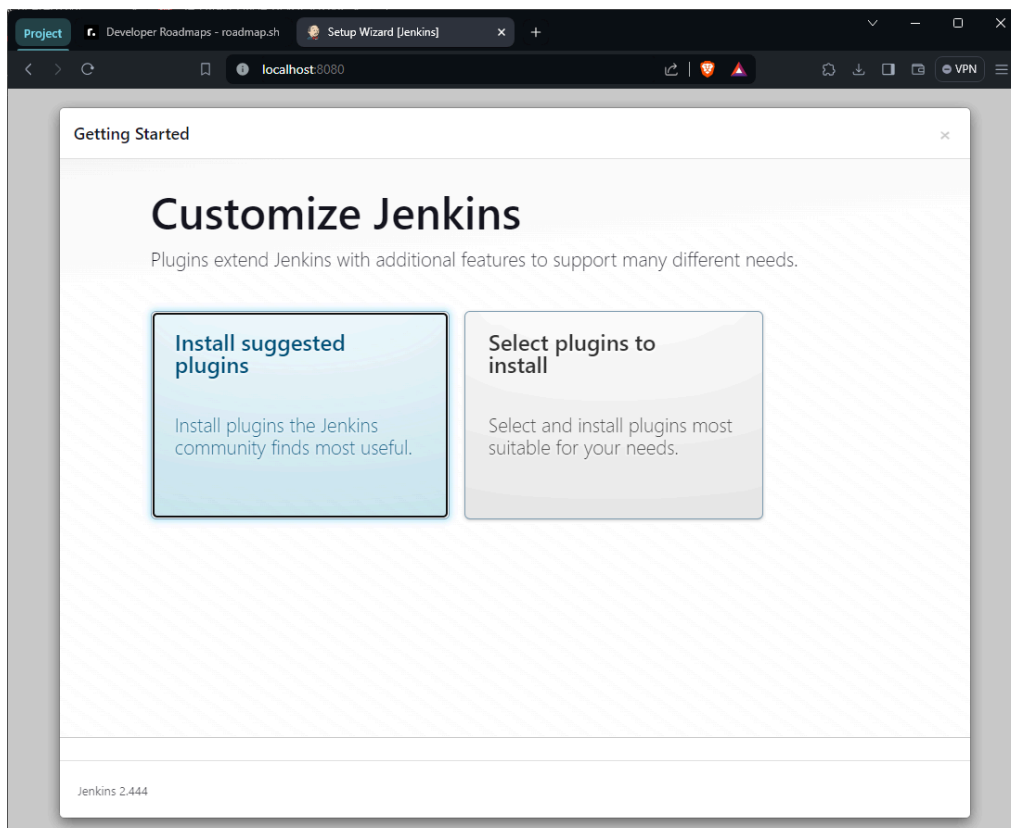 Project
Developer Roadmaps - roadmap.sh
Setup Wizard [Jenkins]
localhost:8080
VPN
Getting Started
Customize Jenkins
Plugins extend Jenkins with additional features to support many different needs.
Install suggested
plugins
Install plugins the Jenkins
community finds most useful.
Select plugins to
install
Select and install plugins most
suitable for your needs.
Jenkins 2.444